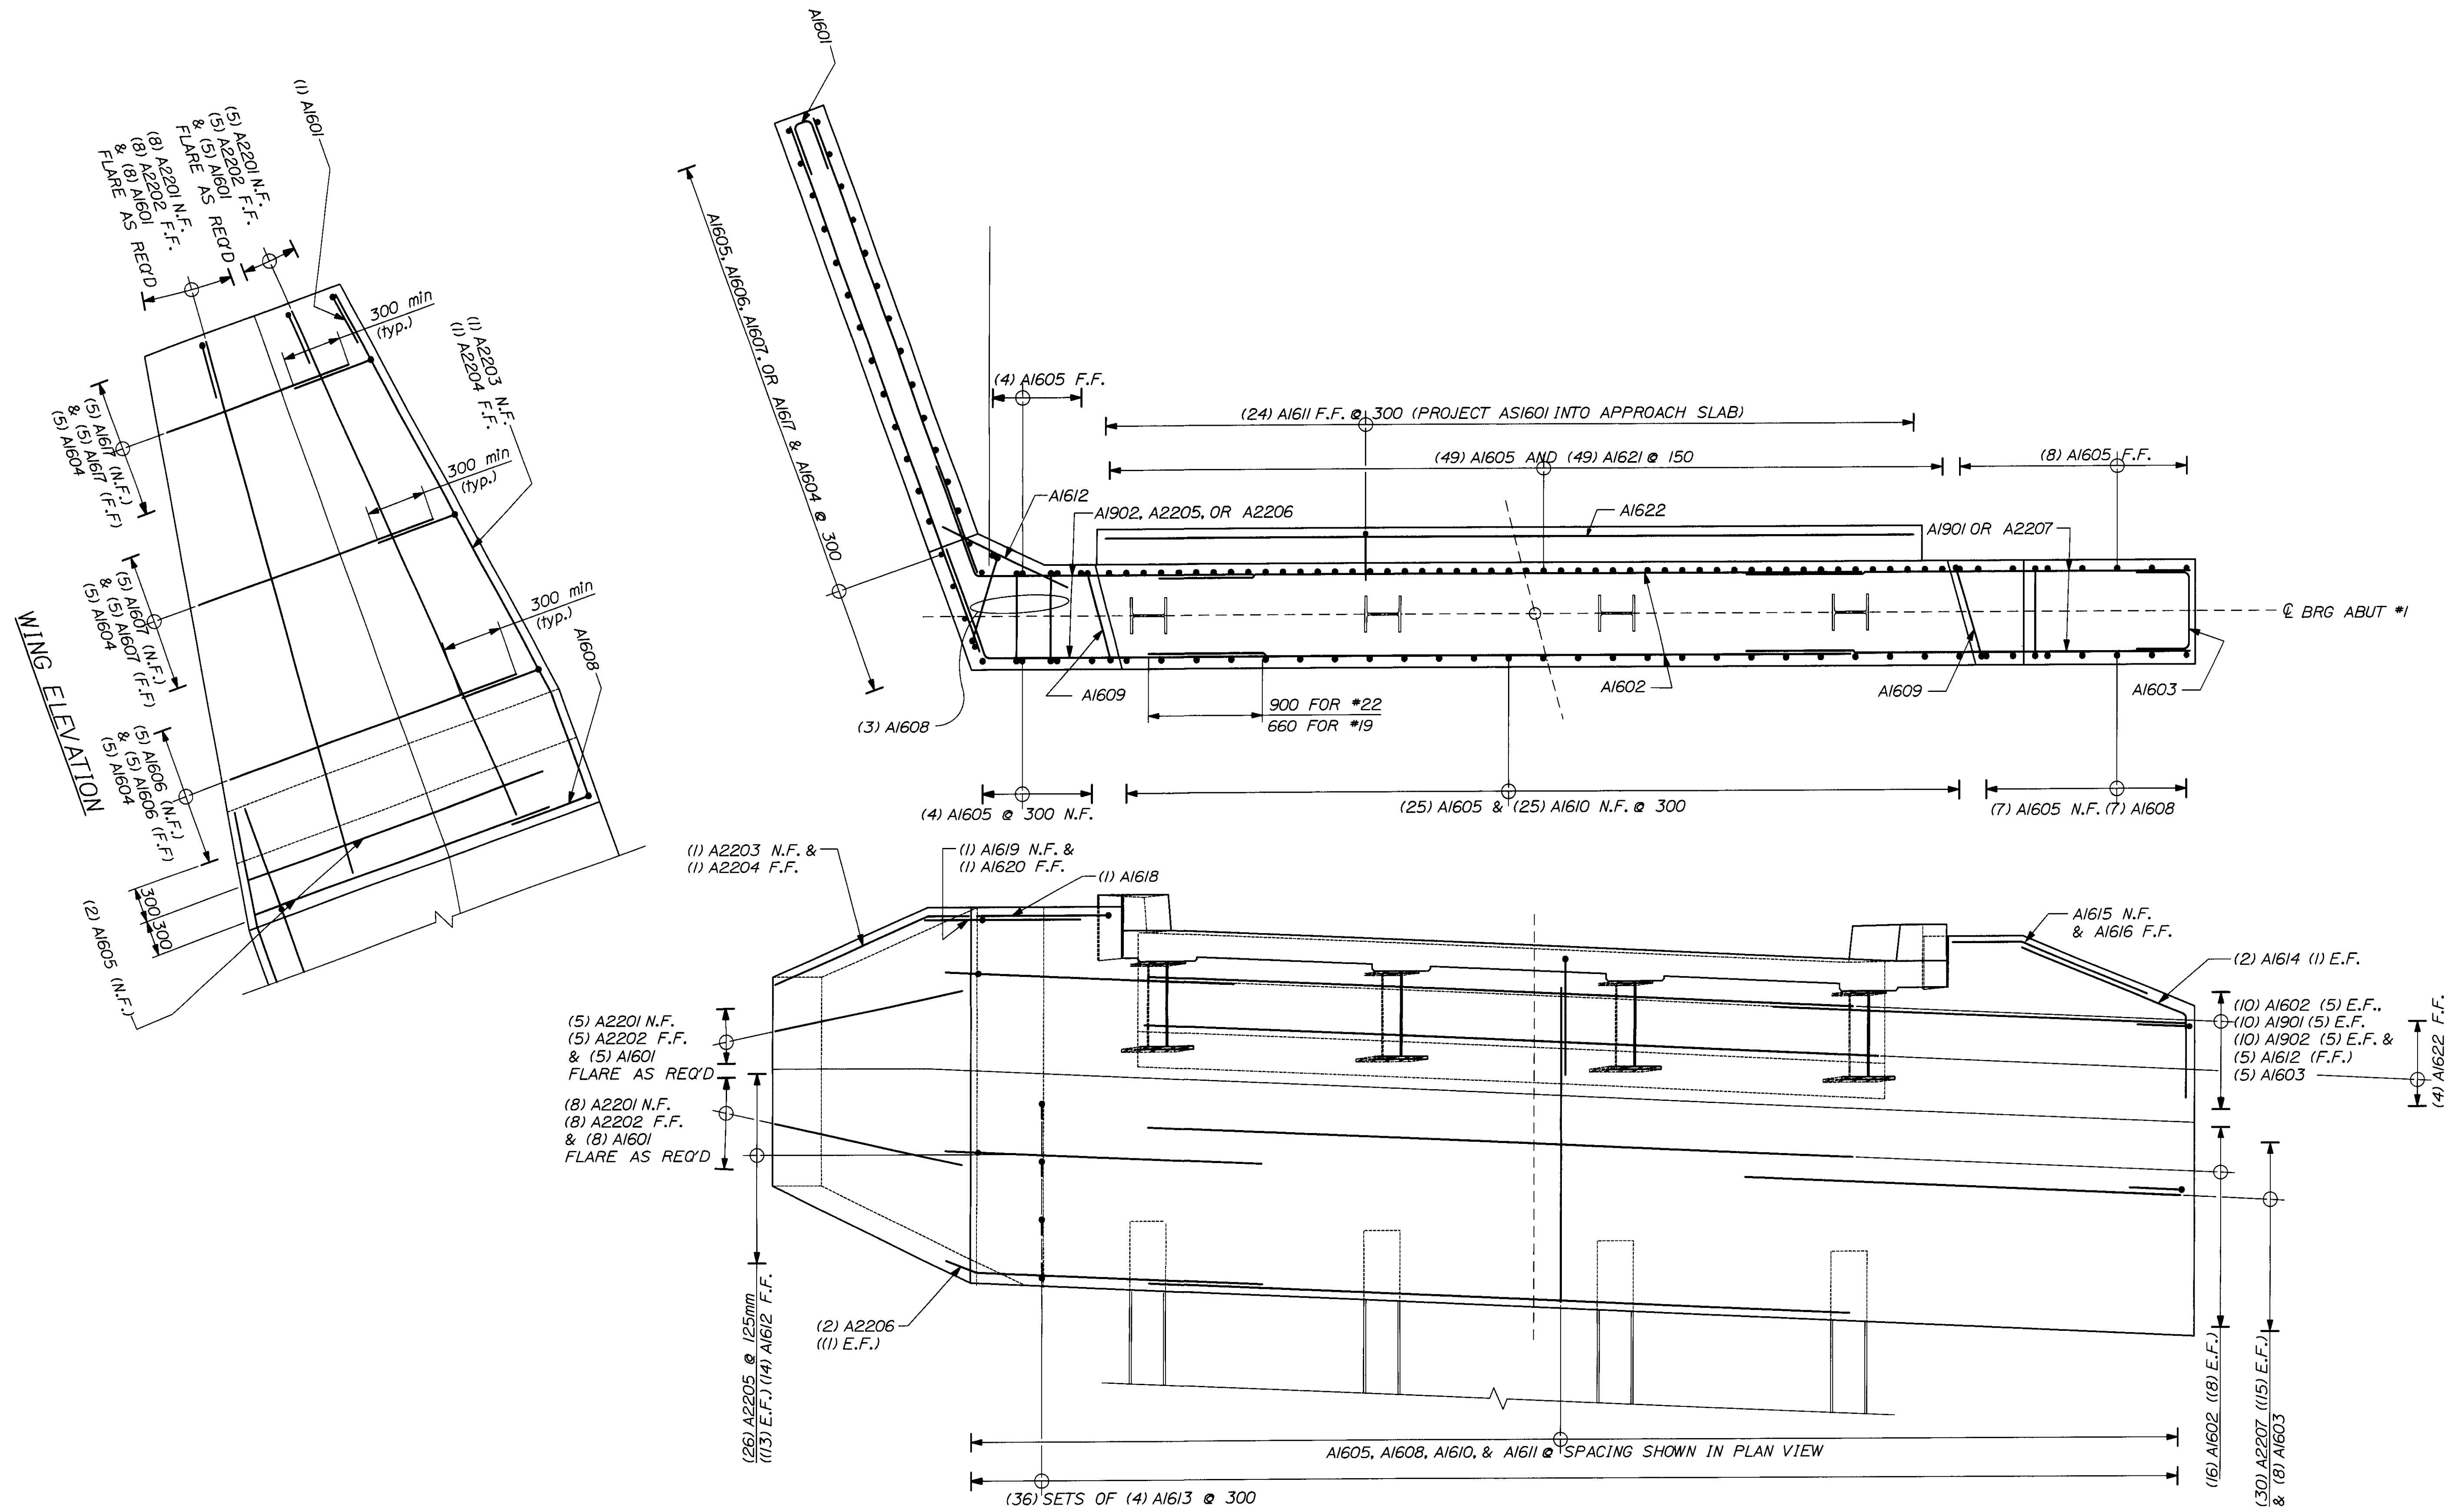 A1601
(1) A1601
(5) A2201 N.F.
(5) A2202 F.F.
& (5) A1601
FLARE AS REQ'D
(8) A2201 N.F.
(8) A2202 F.F.
& (8) A1601
FLARE AS REQ'D
300 min
(typ.)
(1) A2203 N.F.
(1) A2204 F.F.
(5) A1617 (N.F.)
& (5) A1617 (F.F)
(5) A1604
300 min
(typ.)
(5) A1607 (N.F.)
& (5) A1607 (F.F)
(5) A1604
300 min
(typ.)
A1608
(5) A1606 (N.F.)
& (5) A1606 (F.F)
(5) A1604
300
300
(2) A1605 (N.F.)
WING ELEVATION
A1605, A1606, A1607, OR A1617 & A1604 @ 300
(4) A1605 F.F.
(24) A1611 F.F. @ 300 (PROJECT AS1601 INTO APPROACH SLAB)
(49) A1605 AND (49) A1621 @ 150
(8) A1605 F.F.
A1612
A1902, A2205, OR A2206
A1622
A1901 OR A2207
℄ BRG ABUT #1
(3) A1608
A1609
900 FOR #22
660 FOR #19
A1602
A1609
A1603
(4) A1605 @ 300 N.F.
(25) A1605 & (25) A1610 N.F. @ 300
(7) A1605 N.F. (7) A1608
(1) A2203 N.F. &
(1) A2204 F.F.
(1) A1619 N.F. &
(1) A1620 F.F.
(1) A1618
A1615 N.F.
& A1616 F.F.
(2) A1614 (1) E.F.
(10) A1602 (5) E.F.,
(10) A1901 (5) E.F.
(10) A1902 (5) E.F. &
(5) A1612 (F.F.)
(5) A1603
(4) A1622 F.F.
(5) A2201 N.F.
(5) A2202 F.F.
& (5) A1601
FLARE AS REQ'D
(8) A2201 N.F.
(8) A2202 F.F.
& (8) A1601
FLARE AS REQ'D
(2) A2206
((1) E.F.)
(26) A2205 @ 125mm
((13) E.F.) (14) A1612 F.F.
(16) A1602 ((8) E.F.)
(30) A2207 ((15) E.F.)
& (8) A1603
A1605, A1608, A1610, & A1611 @ SPACING SHOWN IN PLAN VIEW
(36) SETS OF (4) A1613 @ 300